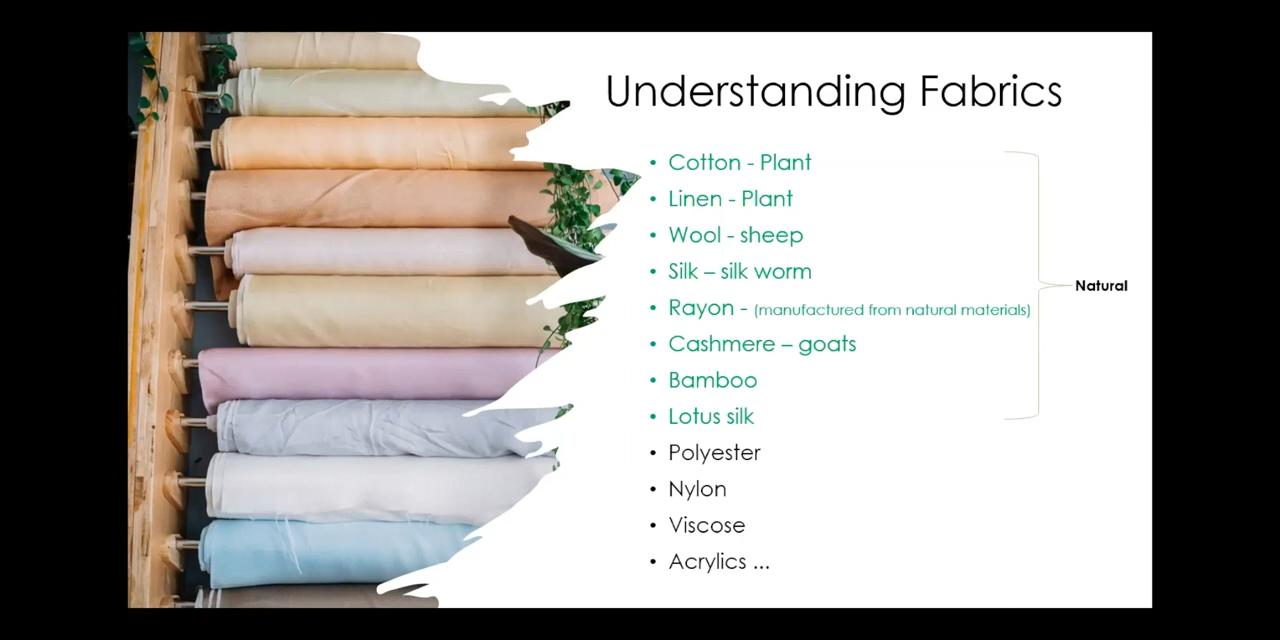 Understanding Fabrics
• Cotton - Plant
• Linen - Plant
• Wool - sheep
• Silk – silk worm
• Rayon - (manufactured from natural materials)
• Cashmere – goats
• Bamboo
• Lotus silk
Natural
• Polyester
• Nylon
• Viscose
• Acrylics ...